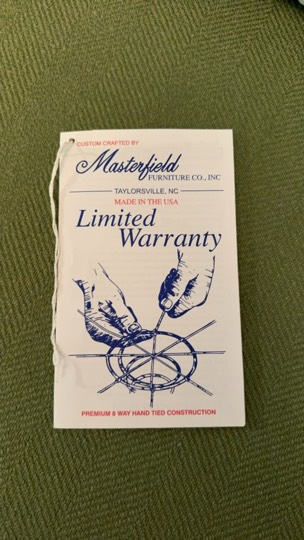 CUSTOM CRAFTED BY
Masterfield
FURNITURE CO., INC
TAYLORSVILLE, NC
MADE IN THE USA
Limited
Warranty
PREMIUM 8 WAY HAND TIED CONSTRUCTION